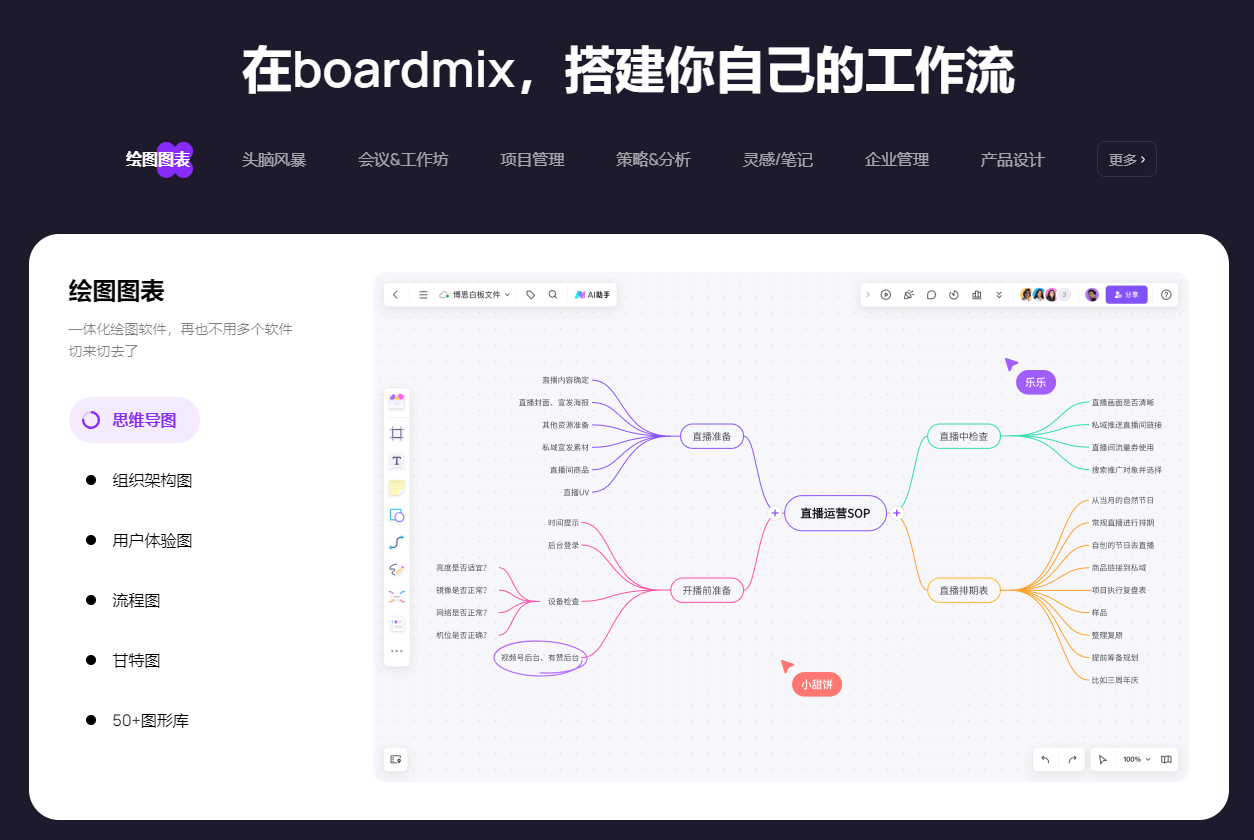 在boardmix，搭建你自己的工作流
绘图图表
头脑风暴
会议&工作坊
项目管理
策略&分析
灵感/笔记
企业管理
产品设计
更多 ›
绘图图表
一体化绘图软件，再也不用多个软件
切来切去了
思维导图
组织架构图
用户体验图
流程图
甘特图
50+图形库
博思白板文件
AI助手
3
分享
T
乐乐
直播内容确定
直播封面、宣发海报
其他资源准备
私域宣发素材
直播间商品
直播UV
直播准备
时间提示
后台登录
亮度是否适宜？
镜像是否正常？
网络是否正常？
机位是否正确？
设备检查
视频号后台、有赞后台
开播前准备
直播运营SOP
直播中检查
直播画面是否清晰
私域推送直播间链接
直播间流量券使用
搜索推广对象并选择
直播排期表
从当月的自然节日
常规直播进行排期
自创的节日去直播
商品链接到私域
项目执行复盘表
样品
整理复原
提前筹备规划
比如三周年庆
小甜饼
100%